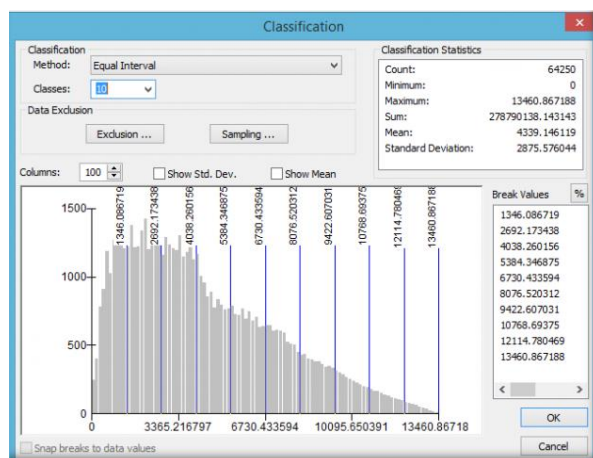 Classification
Classification
Method: Equal Interval
Classes: 10
Data Exclusion
Exclusion ... Sampling ...
Classification Statistics
Count: 64250
Minimum: 0
Maximum: 13460.867188
Sum: 278790138.143143
Mean: 4339.146119
Standard Deviation: 2875.576044
Columns: 100 Show Std. Dev. Show Mean
1500
1000
500
0
1346.086719
2692.173438
4038.260156
5384.346875
6730.433594
8076.520312
9422.607031
10768.69375
12114.780469
13460.867188
0 3365.216797 6730.433594 10095.650391 13460.86718
Break Values %
1346.086719
2692.173438
4038.260156
5384.346875
6730.433594
8076.520312
9422.607031
10768.69375
12114.780469
13460.867188
OK
Snap breaks to data values
Cancel